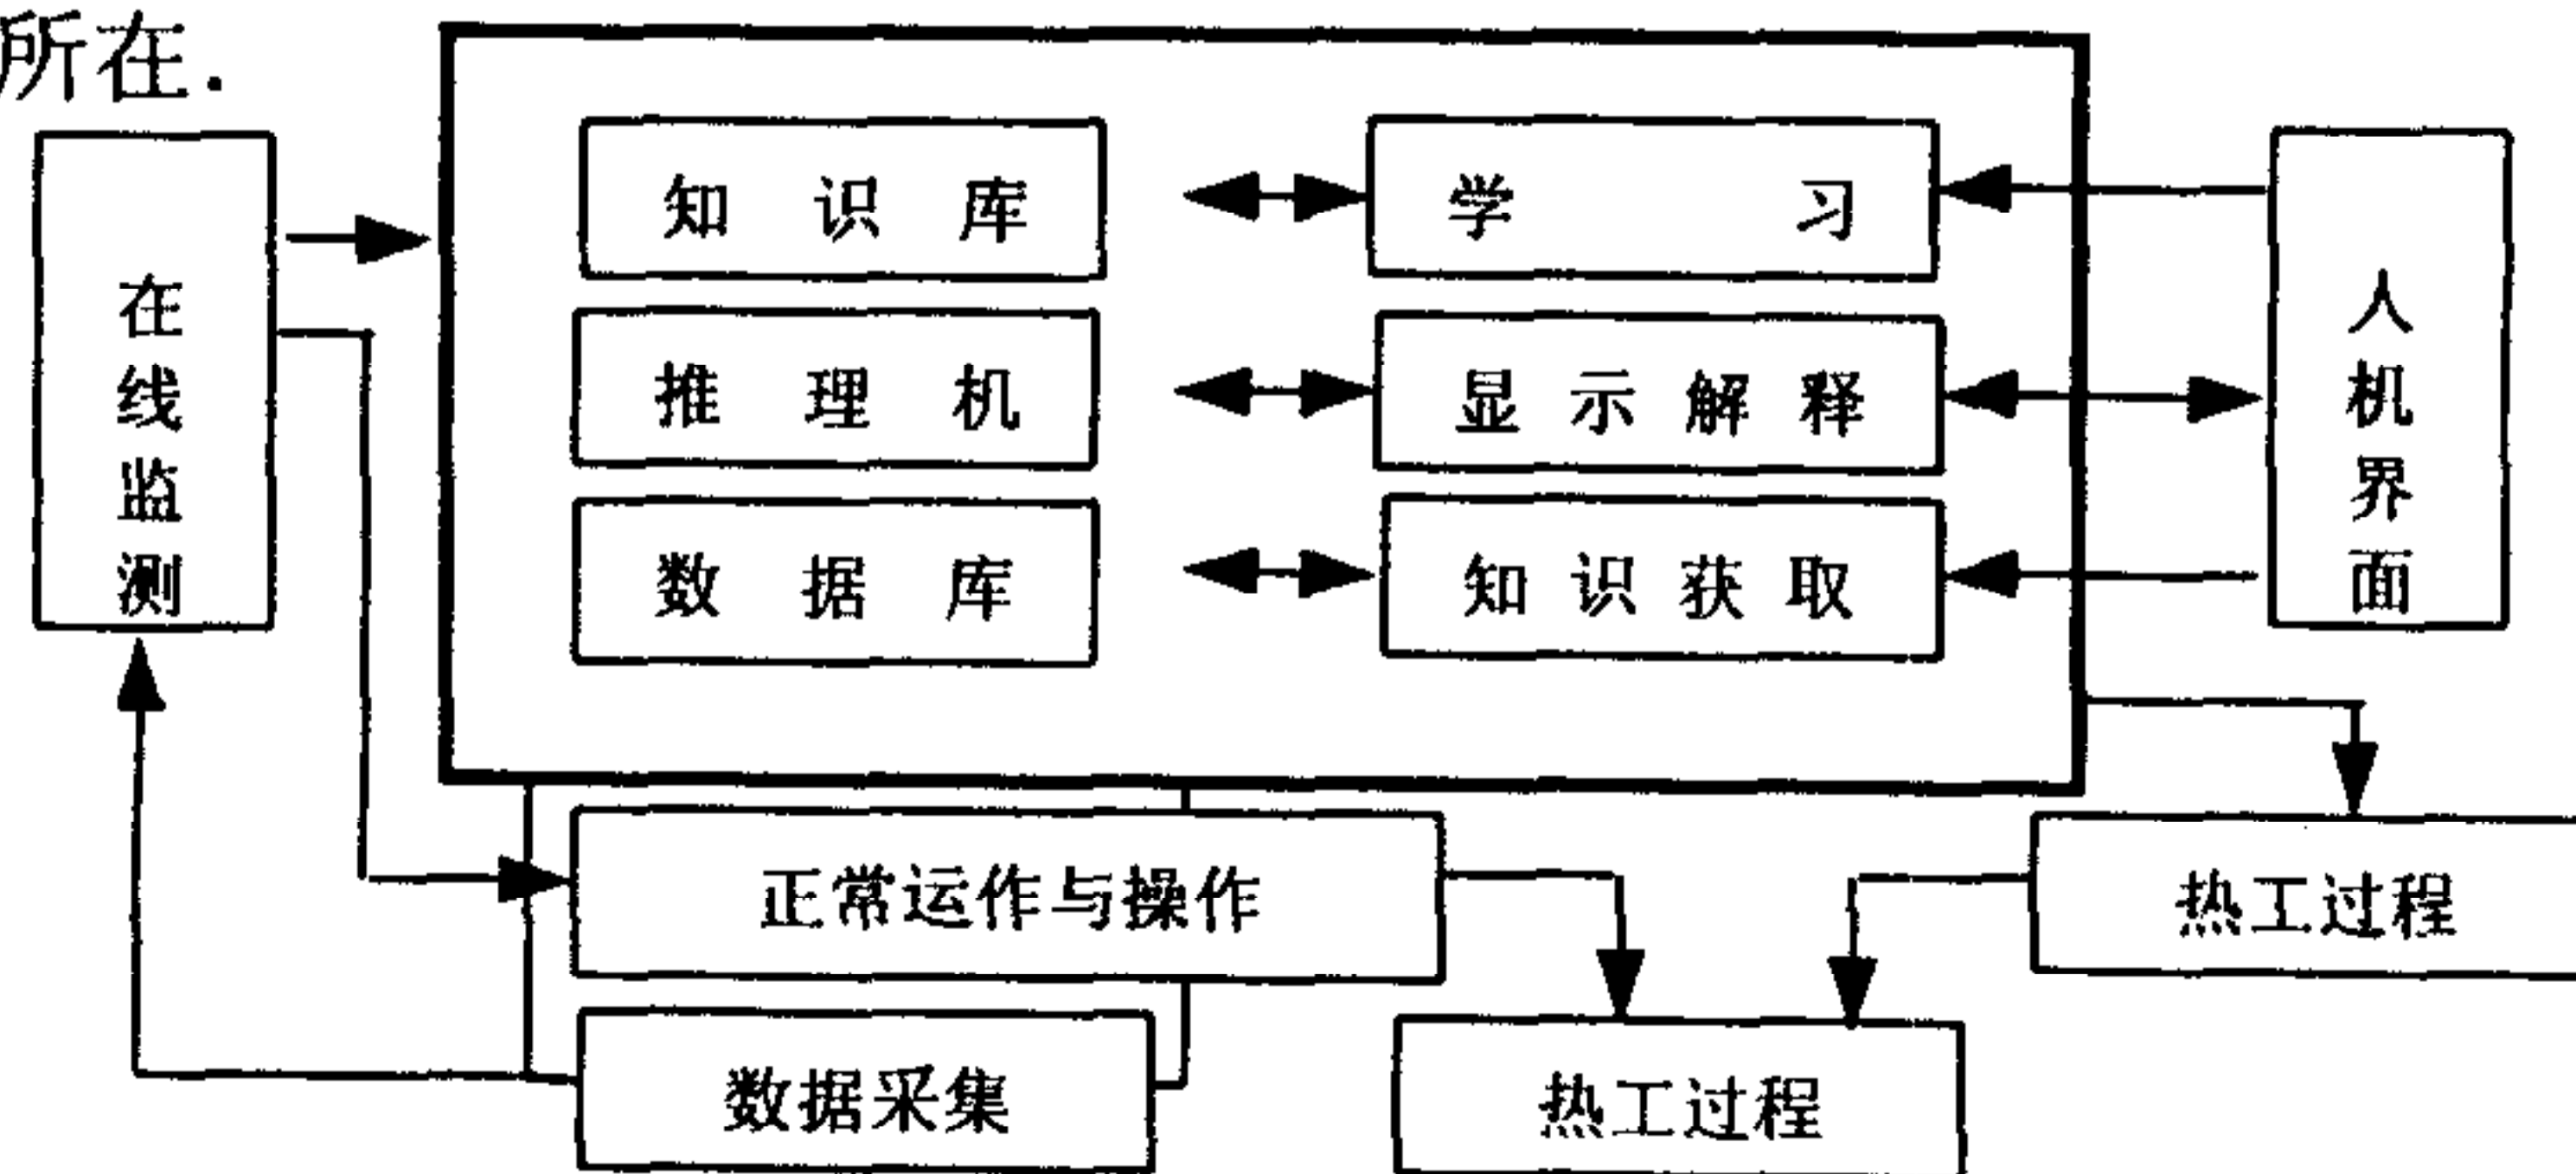 所在.
在线监测
知识库
学习
推理机
显示解释
数据库
知识获取
人机界面
正常运作与操作
热工过程
数据采集
热工过程